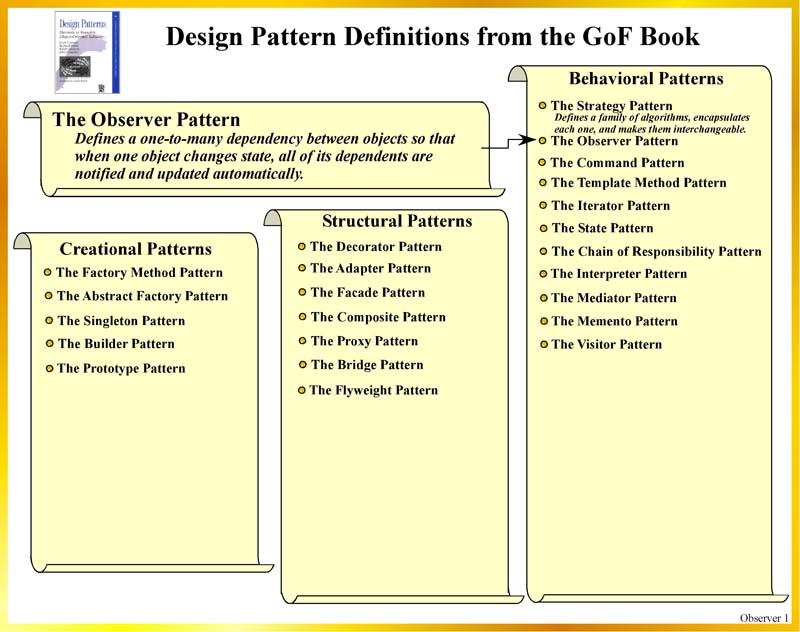 Design Patterns
Design Pattern Definitions from the GoF Book
The Observer Pattern
Defines a one-to-many dependency between objects so that
when one object changes state, all of its dependents are
notified and updated automatically.
Creational Patterns
The Factory Method Pattern
The Abstract Factory Pattern
The Singleton Pattern
The Builder Pattern
The Prototype Pattern
Structural Patterns
The Decorator Pattern
The Adapter Pattern
The Facade Pattern
The Composite Pattern
The Proxy Pattern
The Bridge Pattern
The Flyweight Pattern
Behavioral Patterns
The Strategy Pattern
Defines a family of algorithms, encapsulates
each one, and makes them interchangeable.
The Observer Pattern
The Command Pattern
The Template Method Pattern
The Iterator Pattern
The State Pattern
The Chain of Responsibility Pattern
The Interpreter Pattern
The Mediator Pattern
The Memento Pattern
The Visitor Pattern
Observer 1